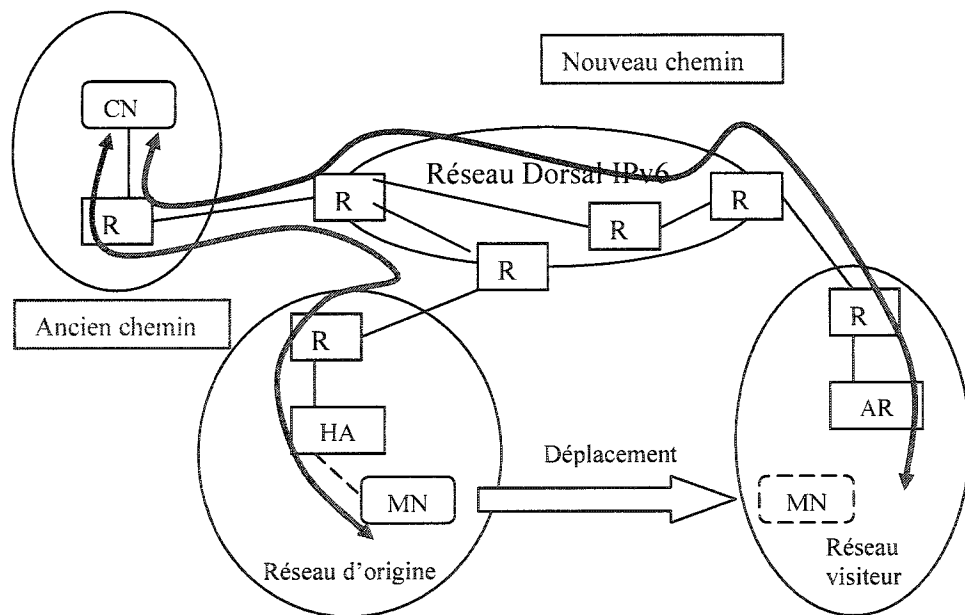 Nouveau chemin
CN
Réseau Dorsal IPv6
R
R
R
R
R
Ancien chemin
R
R
HA
AR
Déplacement
MN
MN
Réseau d'origine
Réseau
visiteur